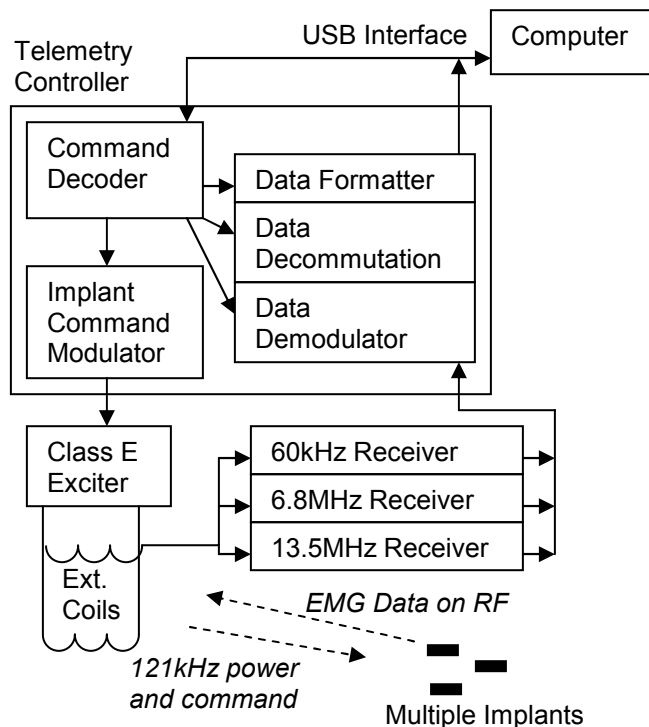 USB Interface
Computer
Telemetry
Controller
Command
Decoder
Data Formatter
Data
Decommutation
Implant
Command
Modulator
Data
Demodulator
Class E
Exciter
60kHz Receiver
6.8MHz Receiver
13.5MHz Receiver
Ext.
Coils
EMG Data on RF
121kHz power
and command
Multiple Implants